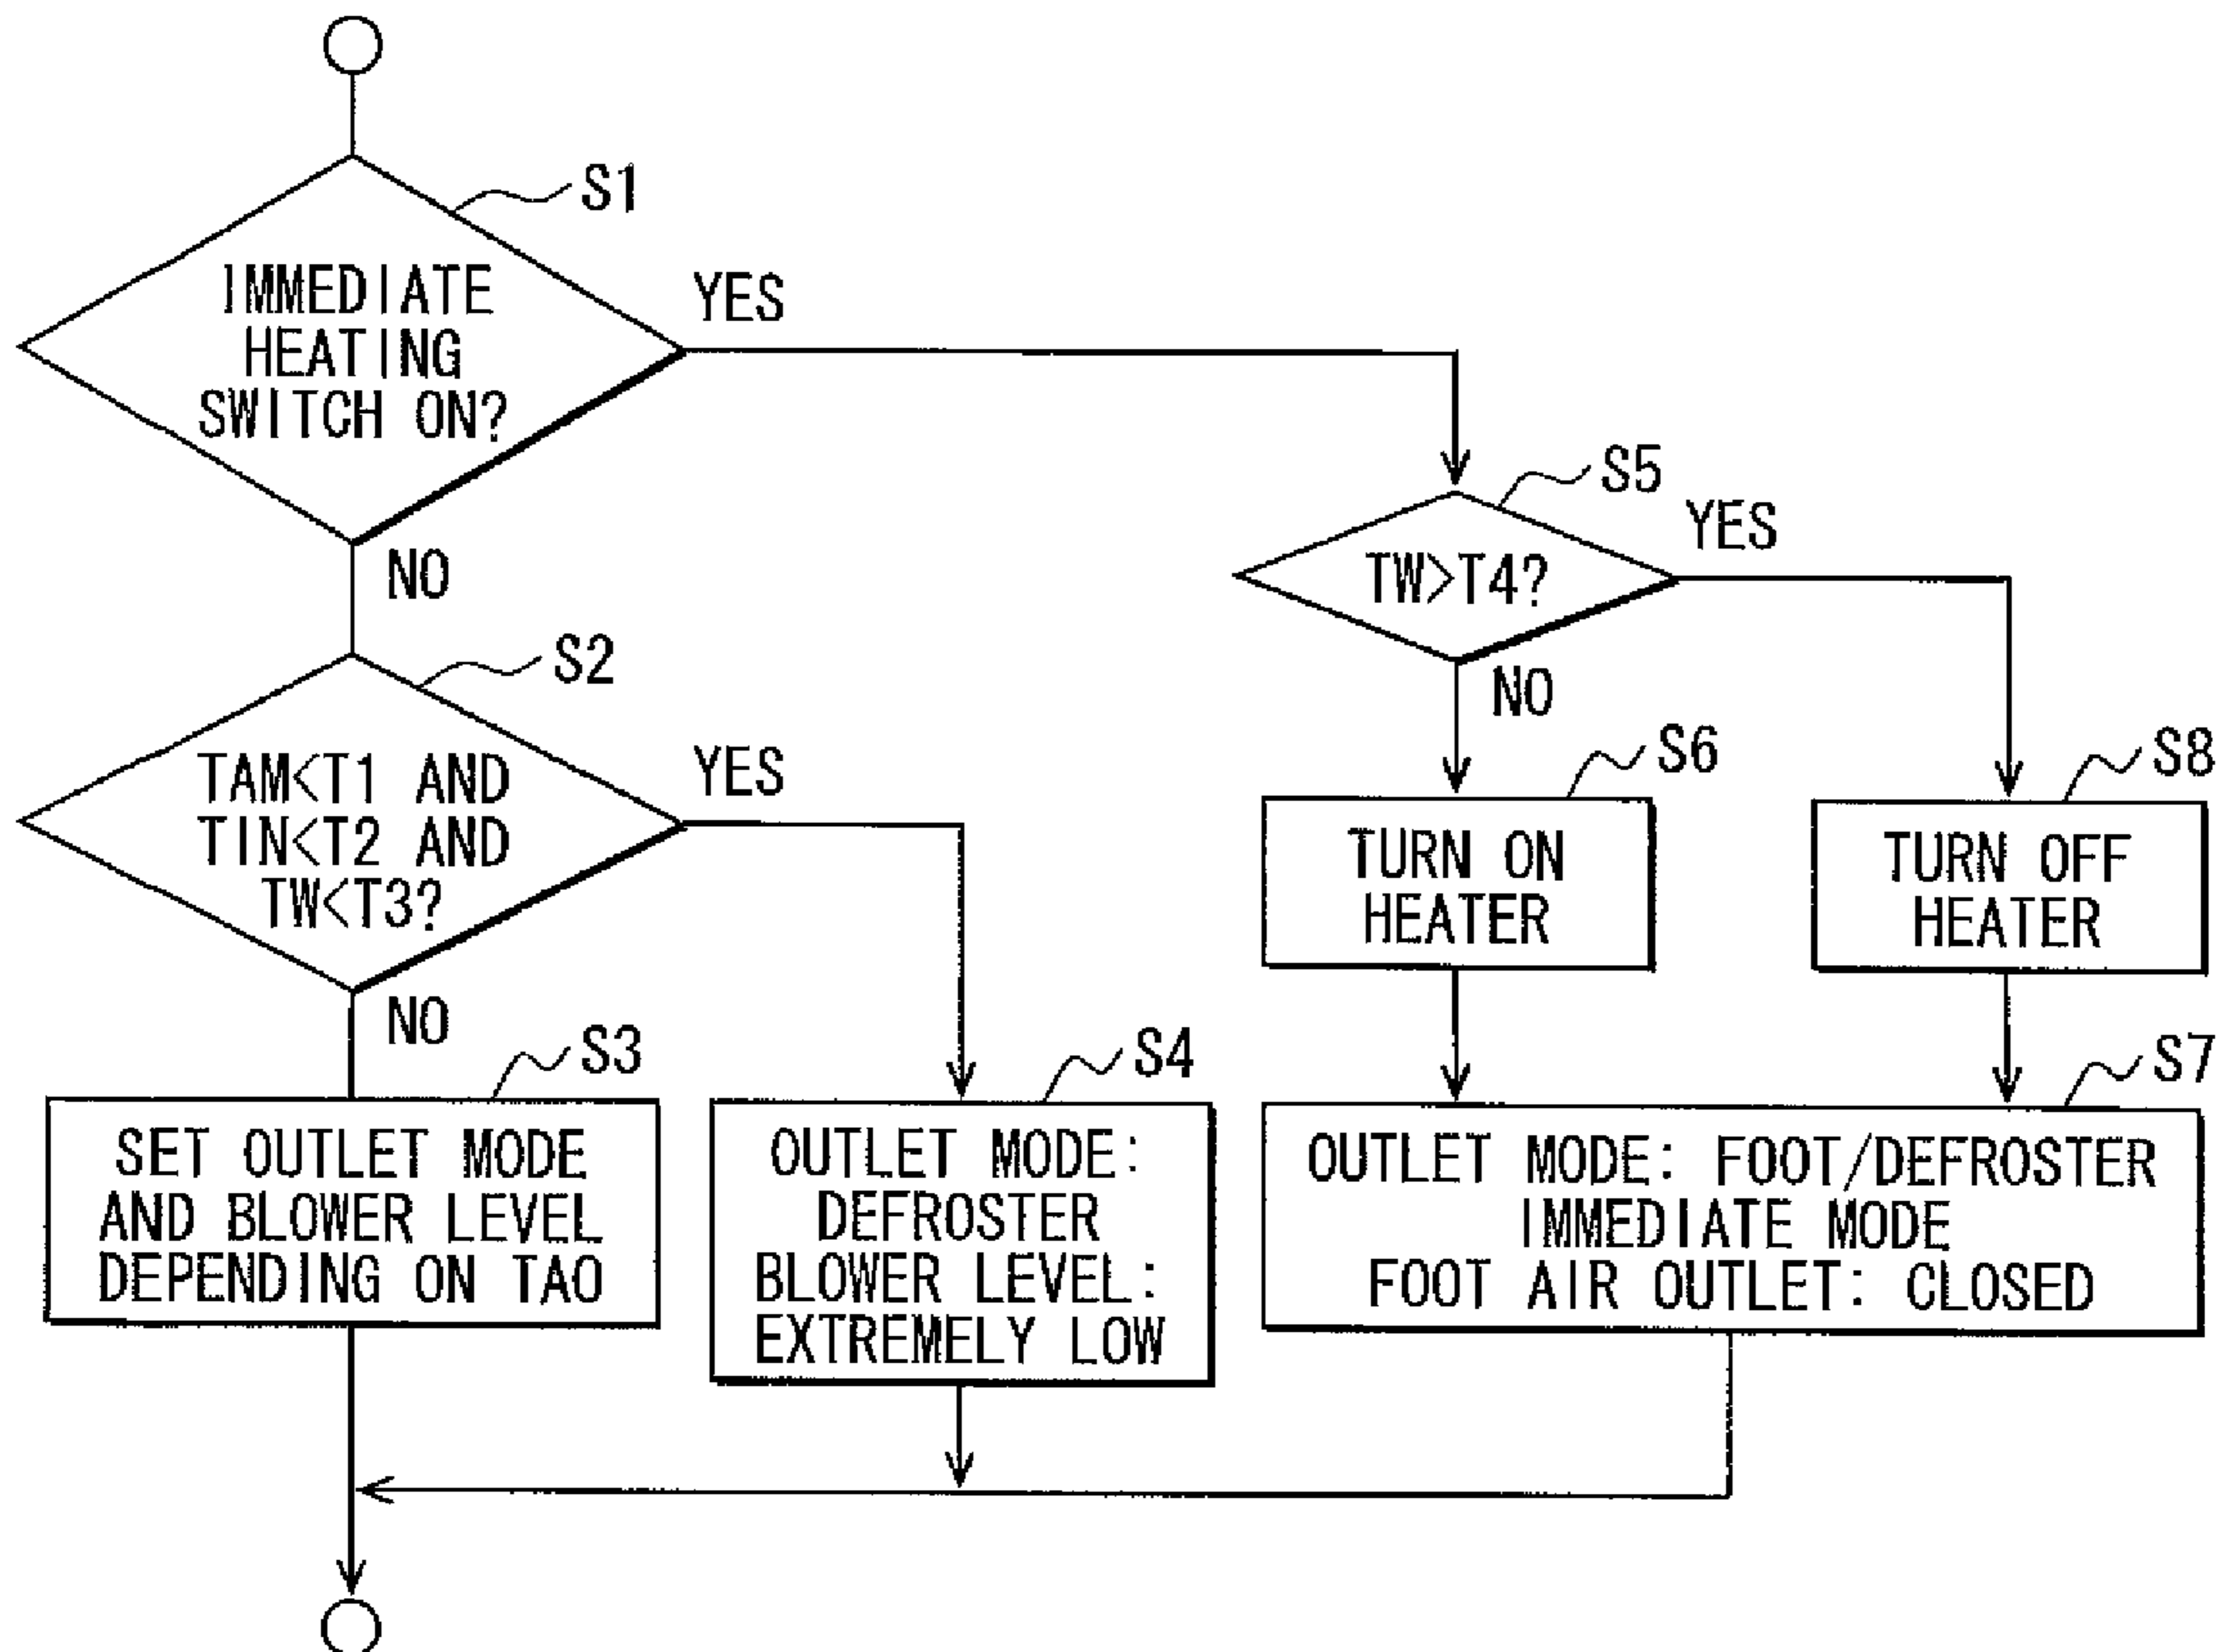 S1
IMMEDIATE
HEATING
SWITCH ON?
YES
NO
S5
TW>T4?
YES
NO
S2
TAM<T1 AND
TIN<T2 AND
TW<T3?
YES
NO
S6
TURN ON
HEATER
S8
TURN OFF
HEATER
S3
SET OUTLET MODE
AND BLOWER LEVEL
DEPENDING ON TAO
S4
OUTLET MODE:
DEFROSTER
BLOWER LEVEL:
EXTREMELY LOW
S7
OUTLET MODE: FOOT/DEFROSTER
IMMEDIATE MODE
FOOT AIR OUTLET: CLOSED